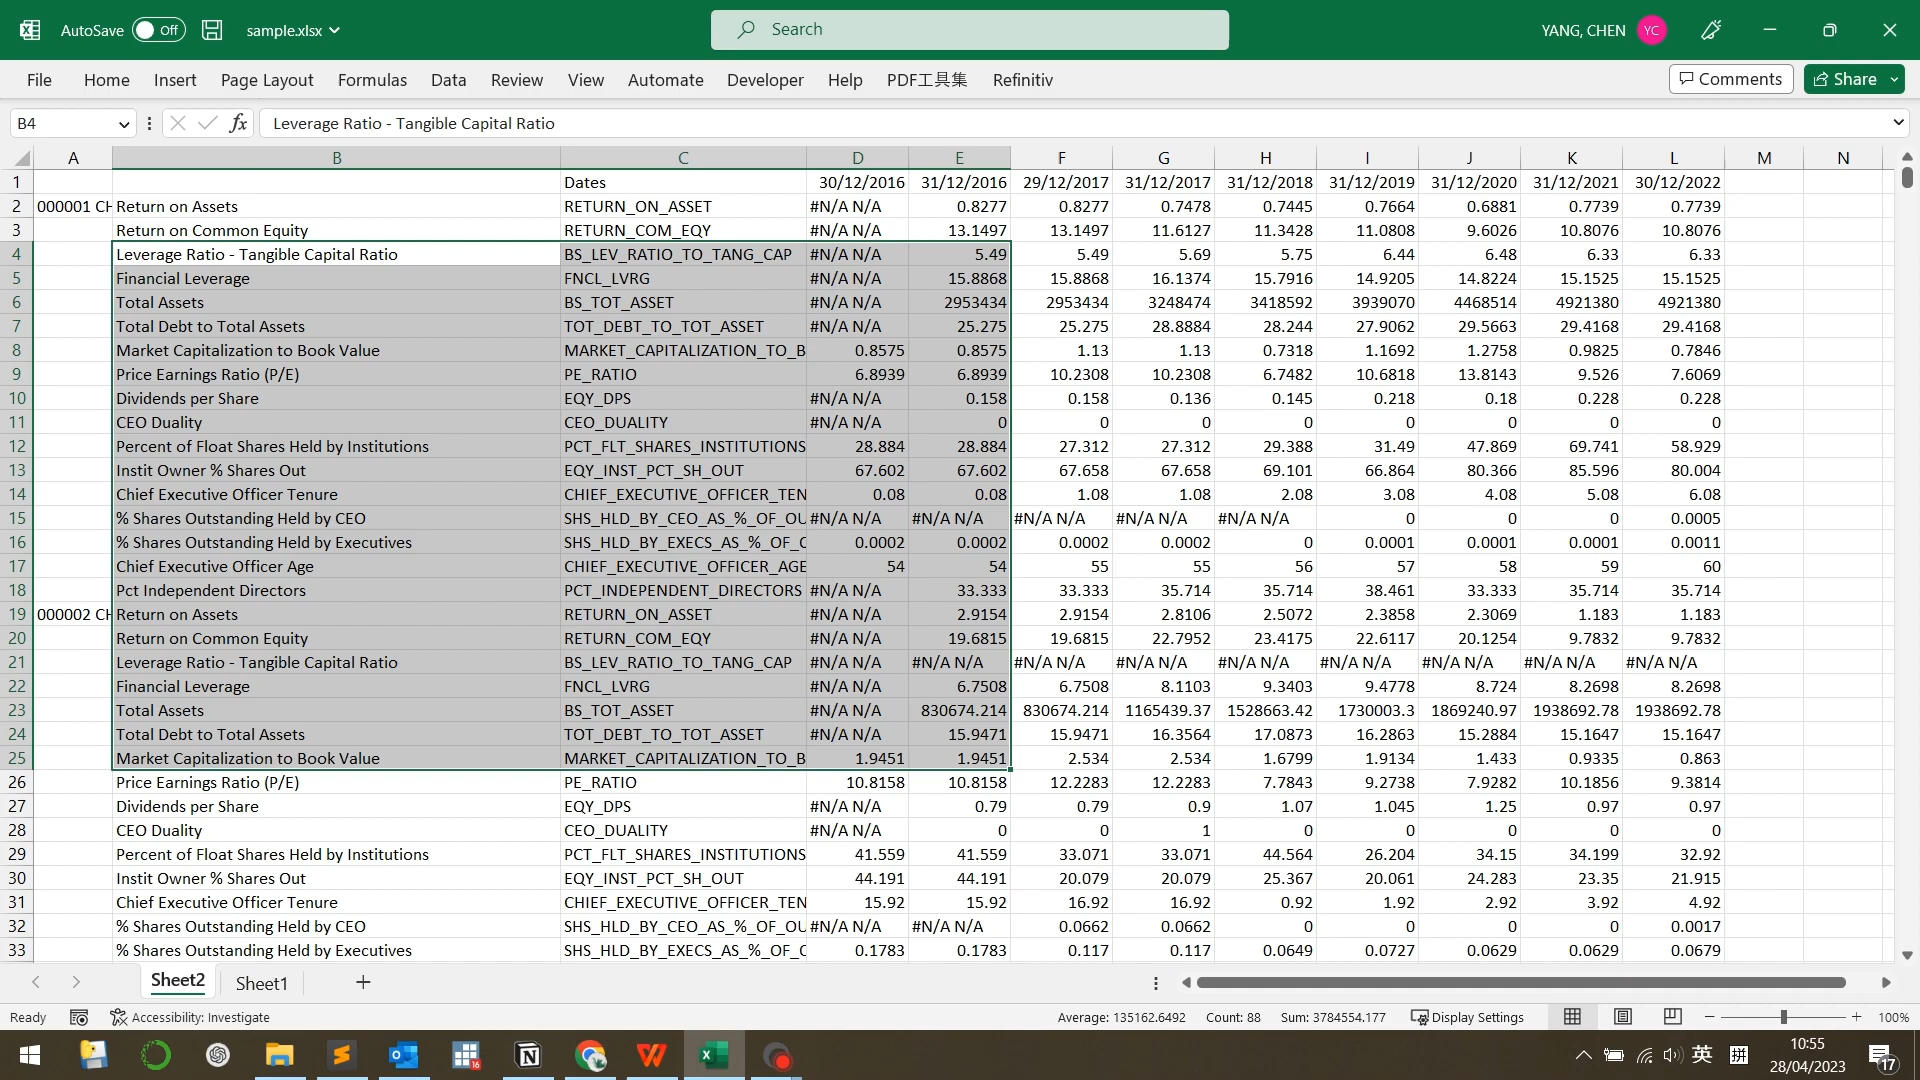 AutoSave Off sample.xlsx Search YANG, CHEN YC
File Home Insert Page Layout Formulas Data Review View Automate Developer Help PDF工具集 Refinitiv Comments Share
B4 fx Leverage Ratio - Tangible Capital Ratio
A B C D E F G H I J K L M N
1 Dates 30/12/2016 31/12/2016 29/12/2017 31/12/2017 31/12/2018 31/12/2019 31/12/2020 31/12/2021 30/12/2022
2 000001 CH Return on Assets RETURN_ON_ASSET #N/A N/A 0.8277 0.8277 0.7478 0.7445 0.7664 0.6881 0.7739 0.7739
3 Return on Common Equity RETURN_COM_EQY #N/A N/A 13.1497 13.1497 11.6127 11.3428 11.0808 9.6026 10.8076 10.8076
4 Leverage Ratio - Tangible Capital Ratio BS_LEV_RATIO_TO_TANG_CAP #N/A N/A 5.49 5.49 5.69 5.75 6.44 6.48 6.33 6.33
5 Financial Leverage FNCL_LVRG #N/A N/A 15.8868 15.8868 16.1374 15.7916 14.9205 14.8224 15.1525 15.1525
6 Total Assets BS_TOT_ASSET #N/A N/A 2953434 2953434 3248474 3418592 3939070 4468514 4921380 4921380
7 Total Debt to Total Assets TOT_DEBT_TO_TOT_ASSET #N/A N/A 25.275 25.275 28.8884 28.244 27.9062 29.5663 29.4168 29.4168
8 Market Capitalization to Book Value MARKET_CAPITALIZATION_TO_B 0.8575 0.8575 1.13 1.13 0.7318 1.1692 1.2758 0.9825 0.7846
9 Price Earnings Ratio (P/E) PE_RATIO 6.8939 6.8939 10.2308 10.2308 6.7482 10.6818 13.8143 9.526 7.6069
10 Dividends per Share EQY_DPS #N/A N/A 0.158 0.158 0.136 0.145 0.218 0.18 0.228 0.228
11 CEO Duality CEO_DUALITY #N/A N/A 0 0 0 0 0 0 0 0
12 Percent of Float Shares Held by Institutions PCT_FLT_SHARES_INSTITUTIONS 28.884 28.884 27.312 27.312 29.388 31.49 47.869 69.741 58.929
13 Instit Owner % Shares Out EQY_INST_PCT_SH_OUT 67.602 67.602 67.658 67.658 69.101 66.864 80.366 85.596 80.004
14 Chief Executive Officer Tenure CHIEF_EXECUTIVE_OFFICER_TEN 0.08 0.08 1.08 1.08 2.08 3.08 4.08 5.08 6.08
15 % Shares Outstanding Held by CEO SHS_HLD_BY_CEO_AS_%_OF_OU #N/A N/A #N/A N/A #N/A N/A #N/A N/A #N/A N/A 0 0 0 0.0005
16 % Shares Outstanding Held by Executives SHS_HLD_BY_EXECS_AS_%_OF_C 0.0002 0.0002 0.0002 0.0002 0 0.0001 0.0001 0.0001 0.0011
17 Chief Executive Officer Age CHIEF_EXECUTIVE_OFFICER_AGE 54 54 55 55 56 57 58 59 60
18 Pct Independent Directors PCT_INDEPENDENT_DIRECTORS #N/A N/A 33.333 33.333 35.714 35.714 38.461 33.333 35.714 35.714
19 000002 CH Return on Assets RETURN_ON_ASSET #N/A N/A 2.9154 2.9154 2.8106 2.5072 2.3858 2.3069 1.183 1.183
20 Return on Common Equity RETURN_COM_EQY #N/A N/A 19.6815 19.6815 22.7952 23.4175 22.6117 20.1254 9.7832 9.7832
21 Leverage Ratio - Tangible Capital Ratio BS_LEV_RATIO_TO_TANG_CAP #N/A N/A #N/A N/A #N/A N/A #N/A N/A #N/A N/A #N/A N/A #N/A N/A #N/A N/A #N/A N/A
22 Financial Leverage FNCL_LVRG #N/A N/A 6.7508 6.7508 8.1103 9.3403 9.4778 8.724 8.2698 8.2698
23 Total Assets BS_TOT_ASSET #N/A N/A 830674.214 830674.214 1165439.37 1528663.42 1730003.3 1869240.97 1938692.78 1938692.78
24 Total Debt to Total Assets TOT_DEBT_TO_TOT_ASSET #N/A N/A 15.9471 15.9471 16.3564 17.0873 16.2863 15.2884 15.1647 15.1647
25 Market Capitalization to Book Value MARKET_CAPITALIZATION_TO_B 1.9451 1.9451 2.534 2.534 1.6799 1.9134 1.433 0.9335 0.863
26 Price Earnings Ratio (P/E) PE_RATIO 10.8158 10.8158 12.2283 12.2283 7.7843 9.2738 7.9282 10.1856 9.3814
27 Dividends per Share EQY_DPS #N/A N/A 0.79 0.79 0.9 1.07 1.045 1.25 0.97 0.97
28 CEO Duality CEO_DUALITY #N/A N/A 0 0 1 0 0 0 0 0
29 Percent of Float Shares Held by Institutions PCT_FLT_SHARES_INSTITUTIONS 41.559 41.559 33.071 33.071 44.564 26.204 34.15 34.199 32.92
30 Instit Owner % Shares Out EQY_INST_PCT_SH_OUT 44.191 44.191 20.079 20.079 25.367 20.061 24.283 23.35 21.915
31 Chief Executive Officer Tenure CHIEF_EXECUTIVE_OFFICER_TEN 15.92 15.92 16.92 16.92 0.92 1.92 2.92 3.92 4.92
32 % Shares Outstanding Held by CEO SHS_HLD_BY_CEO_AS_%_OF_OU #N/A N/A #N/A N/A 0.0662 0.0662 0 0 0 0 0.0017
33 % Shares Outstanding Held by Executives SHS_HLD_BY_EXECS_AS_%_OF_C 0.1783 0.1783 0.117 0.117 0.0649 0.0727 0.0629 0.0629 0.0679
Sheet2 Sheet1
Ready Accessibility: Investigate Average: 135162.6492 Count: 88 Sum: 3784554.177 Display Settings 100%
英 拼 10:55
28/04/2023 17